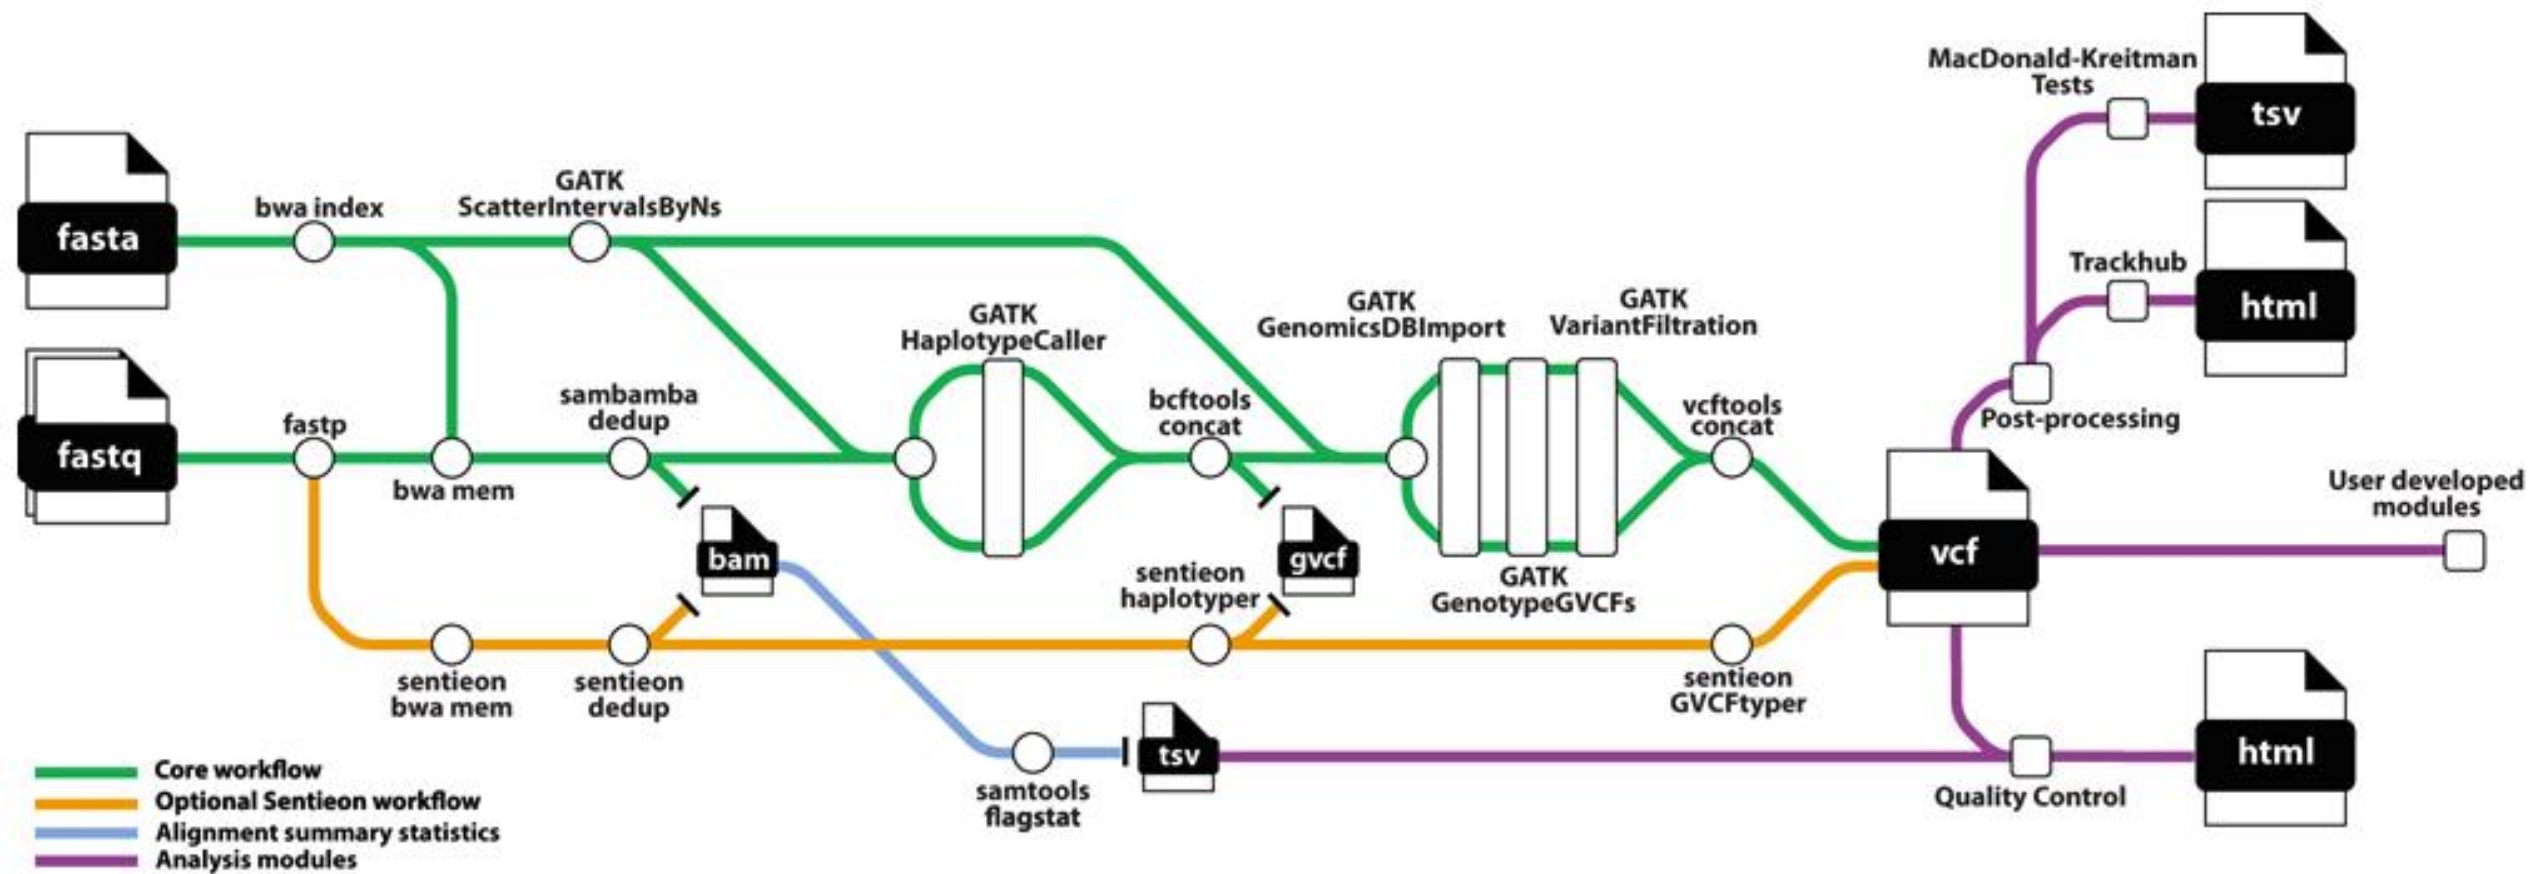 MacDonald-Kreitman
Tests
tsv
GATK
ScatterIntervalsByNs
bwa index
fasta
Trackhub
html
GATK
HaplotypeCaller
GATK
GenomicsDBImport
GATK
VariantFiltration
fastq
fastp
sambamba
dedup
bcftools
concat
vcftools
concat
Post-processing
bwa mem
User developed
modules
bam
gvcf
vcf
sentieon
haplotyper
GATK
GenotypeGVCFs
sentieon
bwa mem
sentieon
dedup
sentieon
GVCFtyper
tsv
html
samtools
flagstat
Quality Control
Core workflow
Optional Sentieon workflow
Alignment summary statistics
Analysis modules